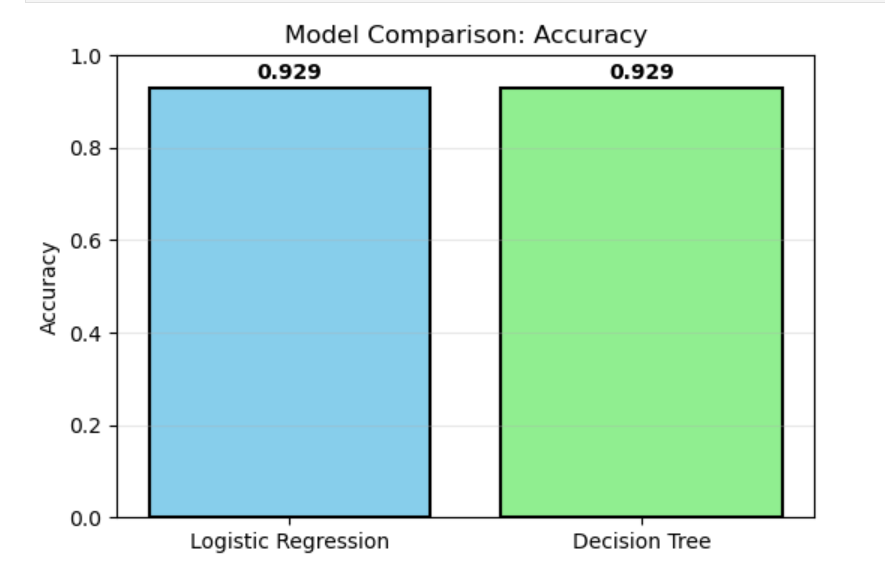 Model Comparison: Accuracy
1.0
0.929
0.929
0.8
0.6
Accuracy
0.4
0.2
0.0
Logistic Regression
Decision Tree